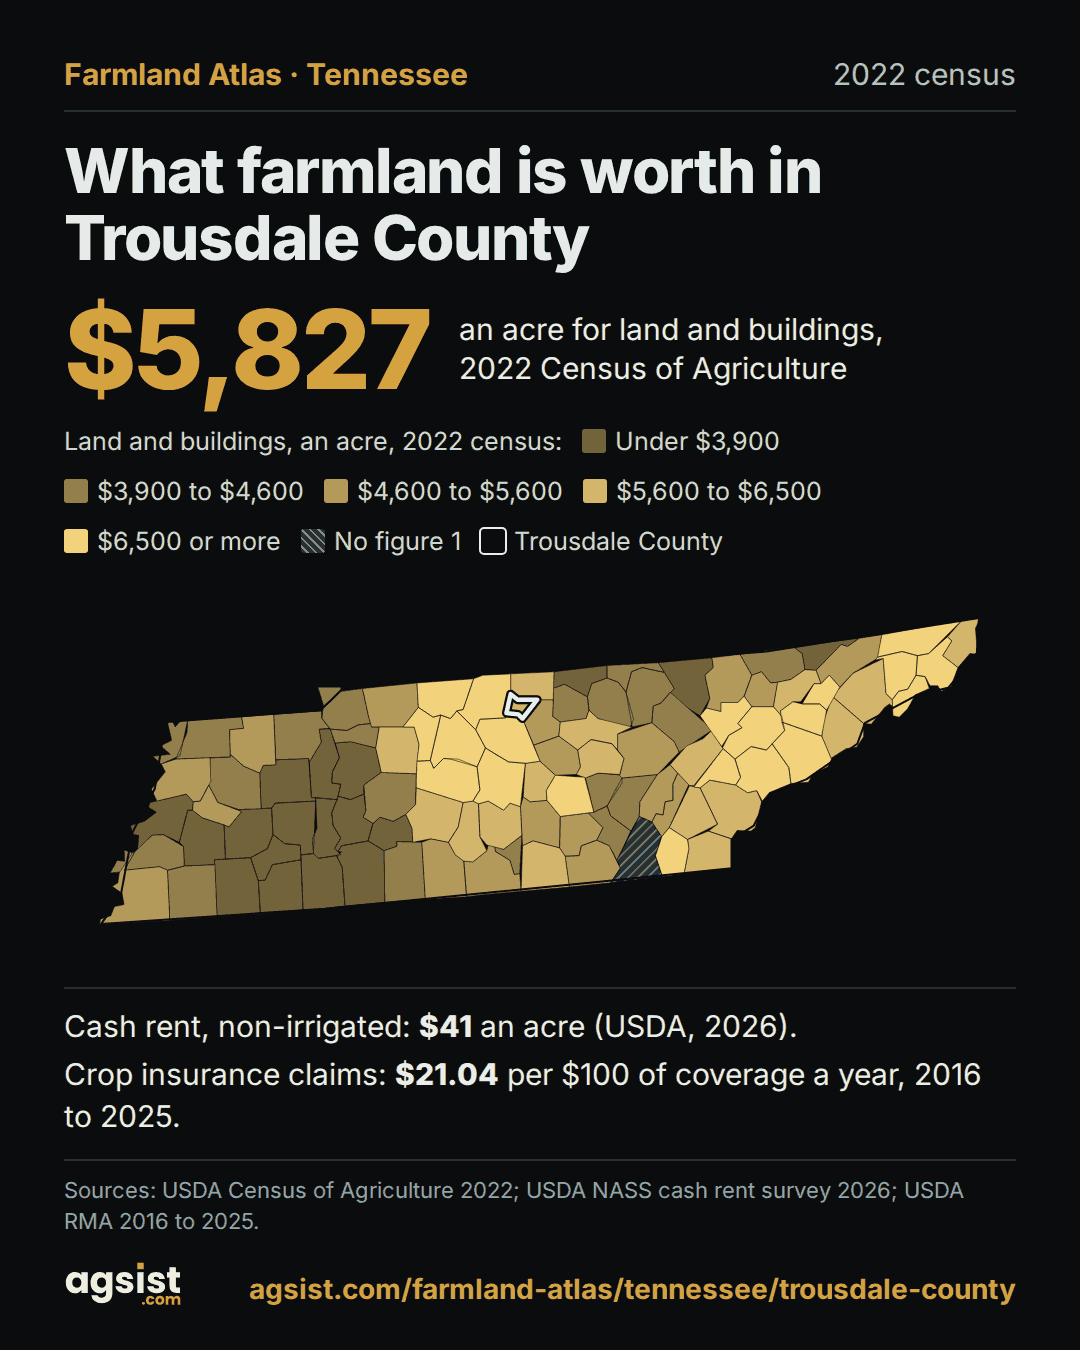 Farmland Atlas · Tennessee
2022 census
What farmland is worth in
Trousdale County
$5,827
an acre for land and buildings,
2022 Census of Agriculture
Land and buildings, an acre, 2022 census: Under $3,900
$3,900 to $4,600 $4,600 to $5,600 $5,600 to $6,500
$6,500 or more No figure 1 Trousdale County
Cash rent, non-irrigated: $41 an acre (USDA, 2026).
Crop insurance claims: $21.04 per $100 of coverage a year, 2016
to 2025.
Sources: USDA Census of Agriculture 2022; USDA NASS cash rent survey 2026; USDA
RMA 2016 to 2025.
agsist
.com
agsist.com/farmland-atlas/tennessee/trousdale-county